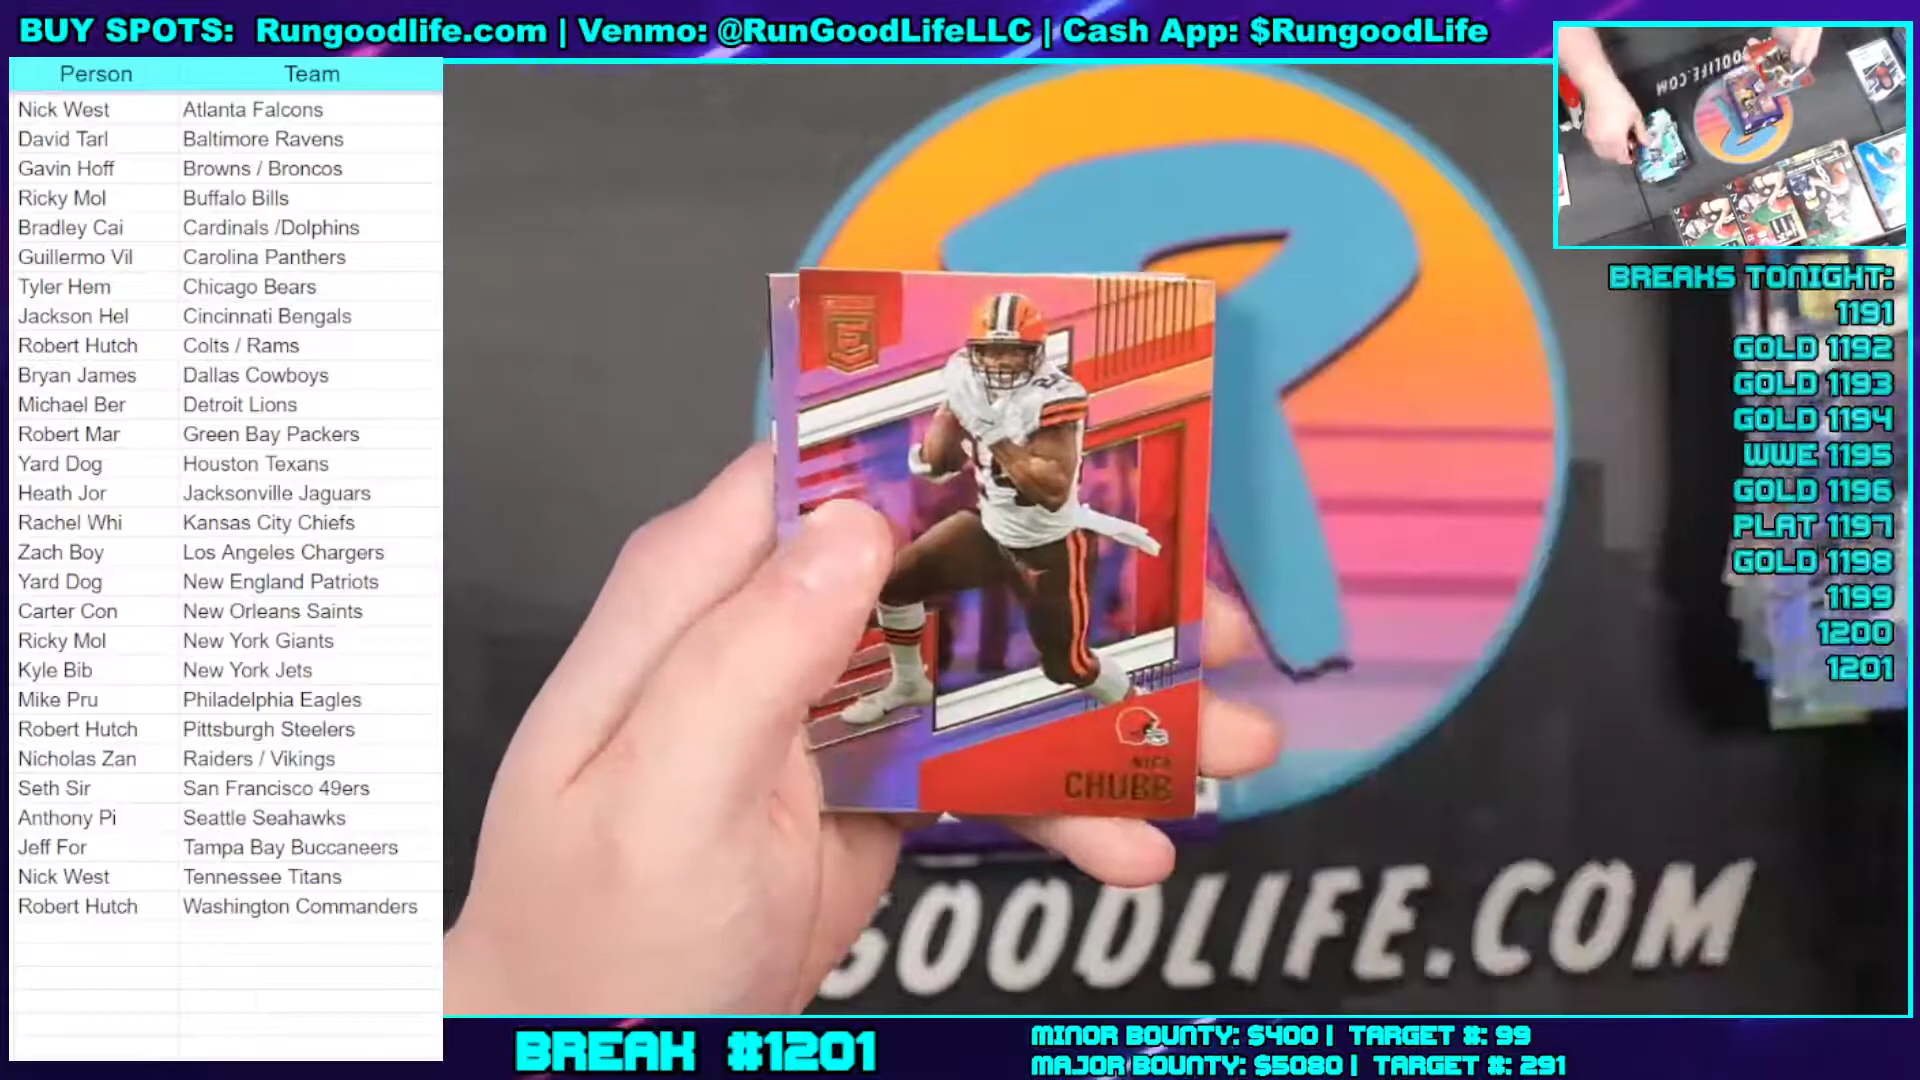 BUY SPOTS: Rungoodlife.com | Venmo: @RunGoodLifeLLC | Cash App: $RungoodLife
Person Team
Nick West Atlanta Falcons
David Tarl Baltimore Ravens
Gavin Hoff Browns / Broncos
Ricky Mol Buffalo Bills
Bradley Cai Cardinals /Dolphins
Guillermo Vil Carolina Panthers
Tyler Hem Chicago Bears
Jackson Hel Cincinnati Bengals
Robert Hutch Colts / Rams
Bryan James Dallas Cowboys
Michael Ber Detroit Lions
Robert Mar Green Bay Packers
Yard Dog Houston Texans
Heath Jor Jacksonville Jaguars
Rachel Whi Kansas City Chiefs
Zach Boy Los Angeles Chargers
Yard Dog New England Patriots
Carter Con New Orleans Saints
Ricky Mol New York Giants
Kyle Bib New York Jets
Mike Pru Philadelphia Eagles
Robert Hutch Pittsburgh Steelers
Nicholas Zan Raiders / Vikings
Seth Sir San Francisco 49ers
Anthony Pi Seattle Seahawks
Jeff For Tampa Bay Buccaneers
Nick West Tennessee Titans
Robert Hutch Washington Commanders
E
NICK
CHUBB
GOODLIFE.COM
OODLIFE.COM
BREAKS TONIGHT:
1191
GOLD 1192
GOLD 1193
GOLD 1194
WWE 1195
GOLD 1196
PLAT 1197
GOLD 1198
1199
1200
1201
BREAK #1201
MINOR BOUNTY: $400 | TARGET #: 99
MAJOR BOUNTY: $5080 | TARGET #: 291